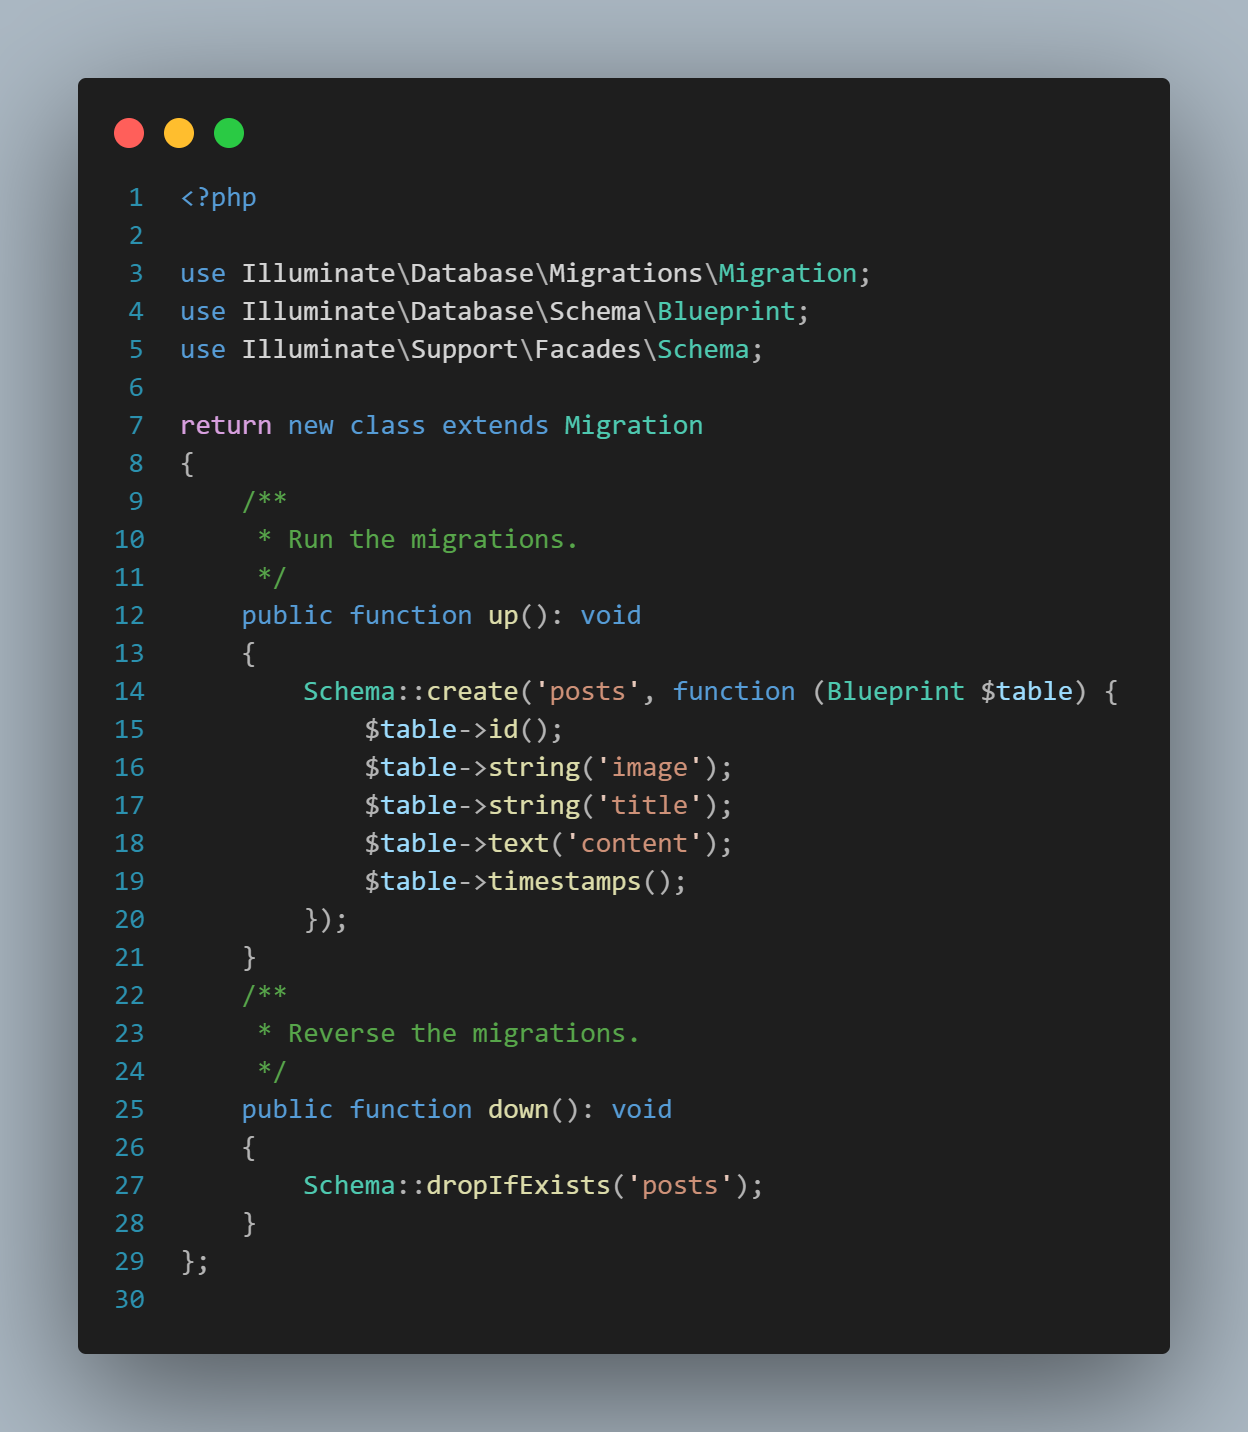 1 <?php
2
3 use Illuminate\Database\Migrations\Migration;
4 use Illuminate\Database\Schema\Blueprint;
5 use Illuminate\Support\Facades\Schema;
6
7 return new class extends Migration
8 {
9     /**
10      * Run the migrations.
11      */
12     public function up(): void
13     {
14         Schema::create('posts', function (Blueprint $table) {
15             $table->id();
16             $table->string('image');
17             $table->string('title');
18             $table->text('content');
19             $table->timestamps();
20         });
21     }
22     /**
23      * Reverse the migrations.
24      */
25     public function down(): void
26     {
27         Schema::dropIfExists('posts');
28     }
29 };
30